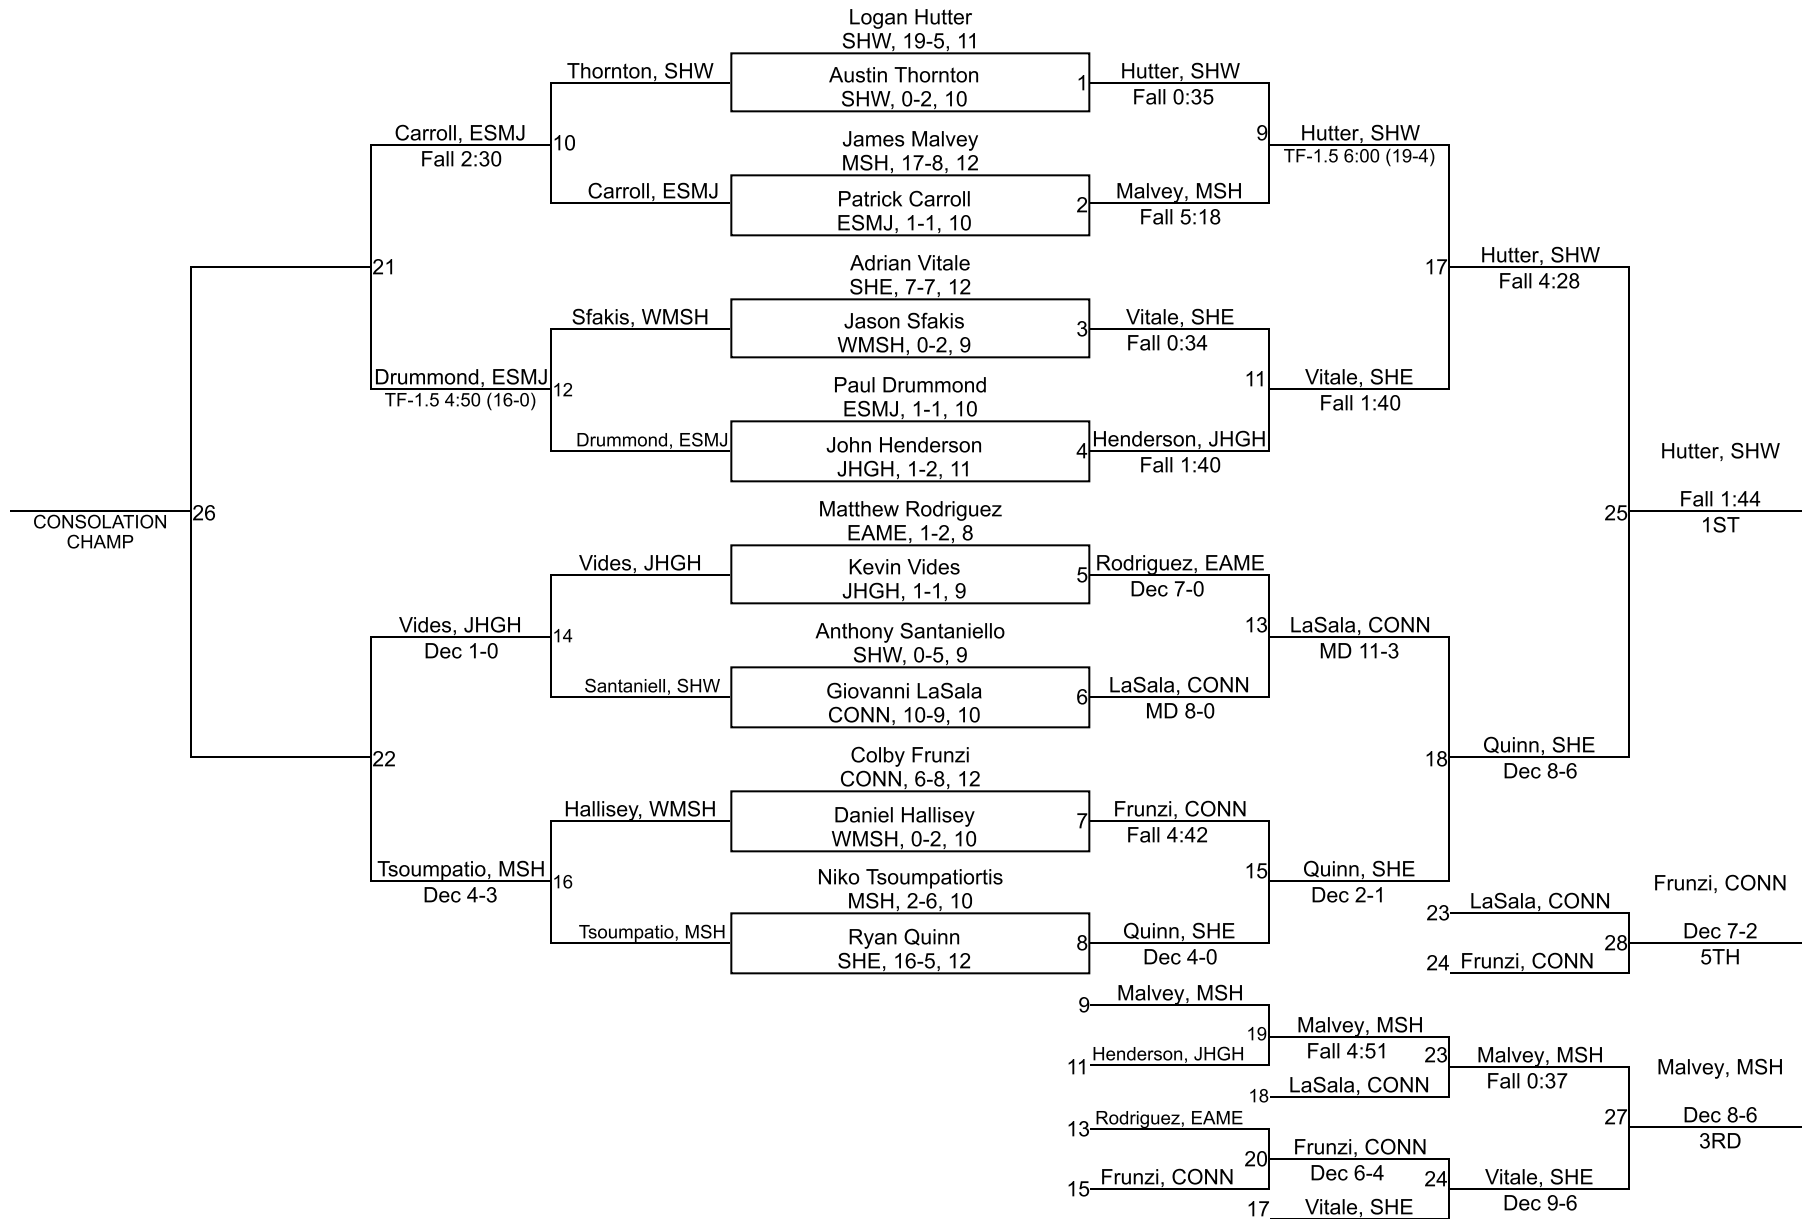 Logan Hutter
SHW, 19-5, 11
Thornton, SHW
Austin Thornton
SHW, 0-2, 10
1
Hutter, SHW
Fall 0:35
Carroll, ESMJ
Fall 2:30
10
James Malvey
MSH, 17-8, 12
9
Hutter, SHW
TF-1.5 6:00 (19-4)
Carroll, ESMJ
Patrick Carroll
ESMJ, 1-1, 10
2
Malvey, MSH
Fall 5:18
21
Adrian Vitale
SHE, 7-7, 12
17
Hutter, SHW
Fall 4:28
Sfakis, WMSH
Jason Sfakis
WMSH, 0-2, 9
3
Vitale, SHE
Fall 0:34
Drummond, ESMJ
TF-1.5 4:50 (16-0)
12
Paul Drummond
ESMJ, 1-1, 10
11
Vitale, SHE
Fall 1:40
Drummond, ESMJ
John Henderson
JHGH, 1-2, 11
4
Henderson, JHGH
Fall 1:40
Hutter, SHW
CONSOLATION
CHAMP
26
Matthew Rodriguez
EAME, 1-2, 8
25
Fall 1:44
1ST
Vides, JHGH
Kevin Vides
JHGH, 1-1, 9
5
Rodriguez, EAME
Dec 7-0
Vides, JHGH
Dec 1-0
14
Anthony Santaniello
SHW, 0-5, 9
13
LaSala, CONN
MD 11-3
Santaniell, SHW
Giovanni LaSala
CONN, 10-9, 10
6
LaSala, CONN
MD 8-0
22
Colby Frunzi
CONN, 6-8, 12
18
Quinn, SHE
Dec 8-6
Hallisey, WMSH
Daniel Hallisey
WMSH, 0-2, 10
7
Frunzi, CONN
Fall 4:42
Tsoumpatio, MSH
Dec 4-3
16
Niko Tsoumpatiortis
MSH, 2-6, 10
15
Quinn, SHE
Dec 2-1
Tsoumpatio, MSH
Ryan Quinn
SHE, 16-5, 12
8
Quinn, SHE
Dec 4-0
23
LaSala, CONN
24
Frunzi, CONN
28
Frunzi, CONN
Dec 7-2
5TH
9
Malvey, MSH
11
Henderson, JHGH
19
Malvey, MSH
Fall 4:51
18
LaSala, CONN
23
Malvey, MSH
Fall 0:37
Malvey, MSH
27
Dec 8-6
3RD
13
Rodriguez, EAME
15
Frunzi, CONN
20
Frunzi, CONN
Dec 6-4
17
Vitale, SHE
24
Vitale, SHE
Dec 9-6